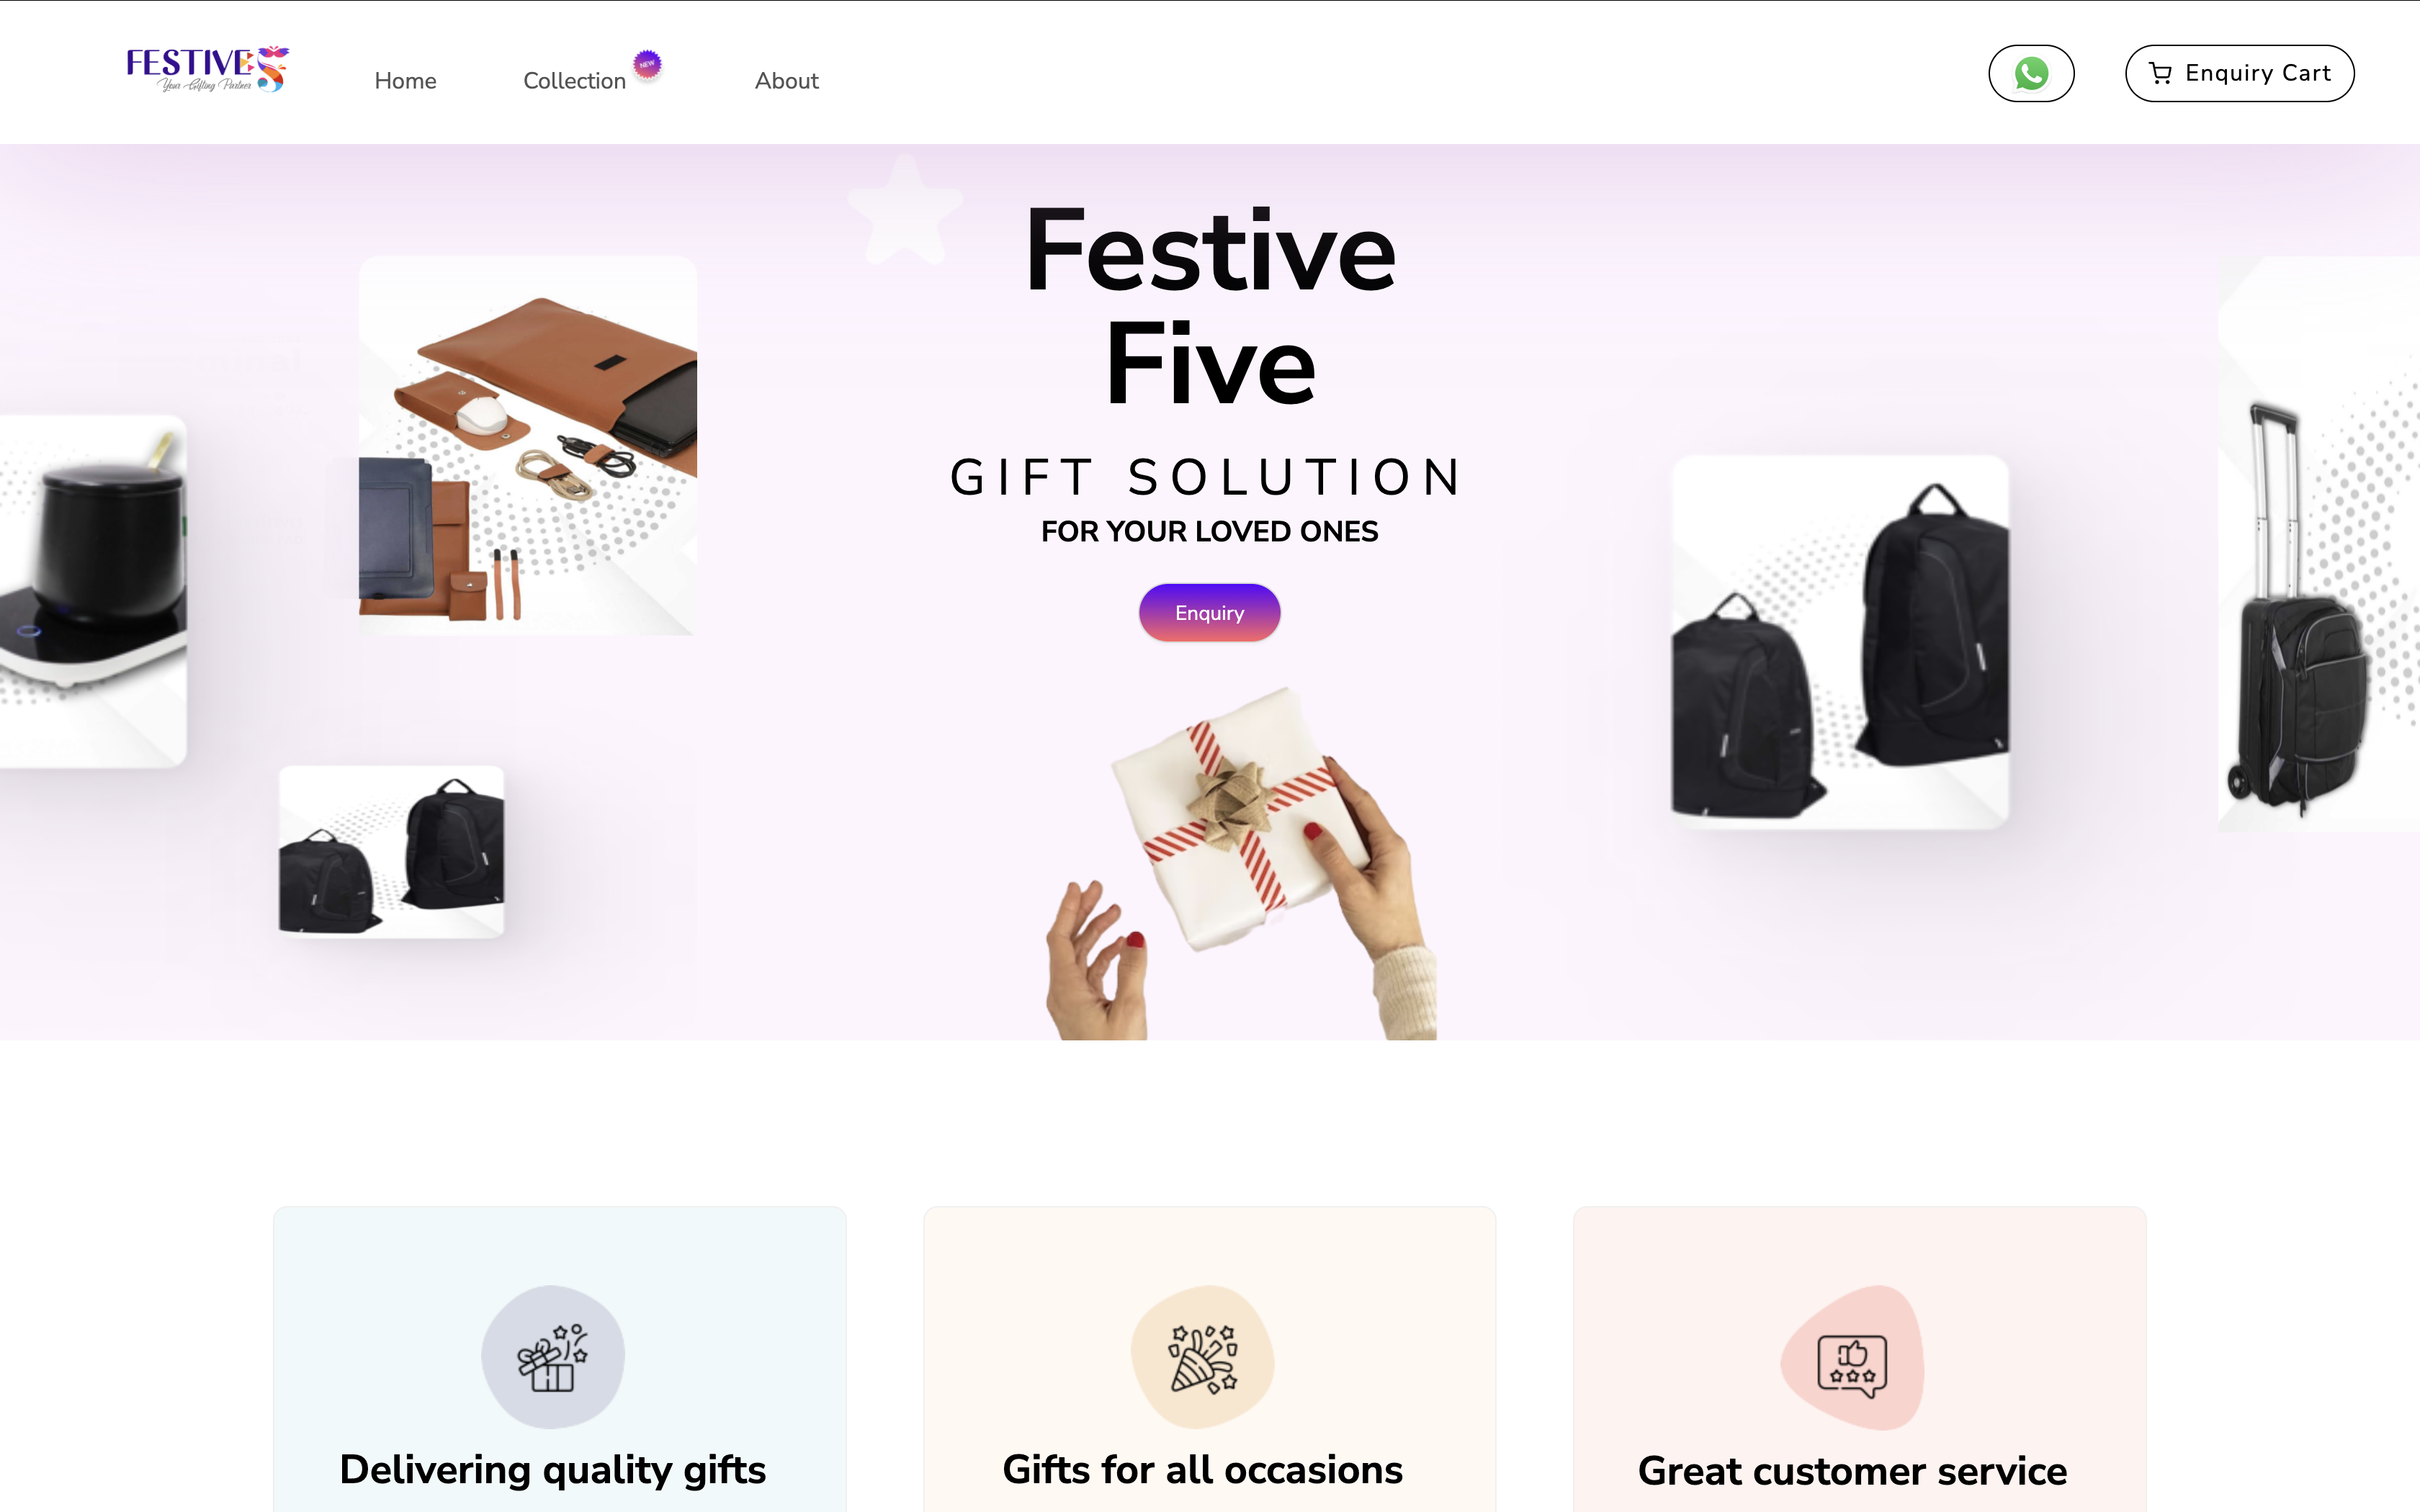 FESTIVE 5
Your Gifting Partner
Home
Collection
NEW
About
Enquiry Cart
Festive
Five
GIFT SOLUTION
FOR YOUR LOVED ONES
Enquiry
Delivering quality gifts
Gifts for all occasions
Great customer service